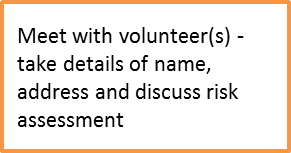 Meet with volunteer(s) -
take details of name,
address and discuss risk
assessment